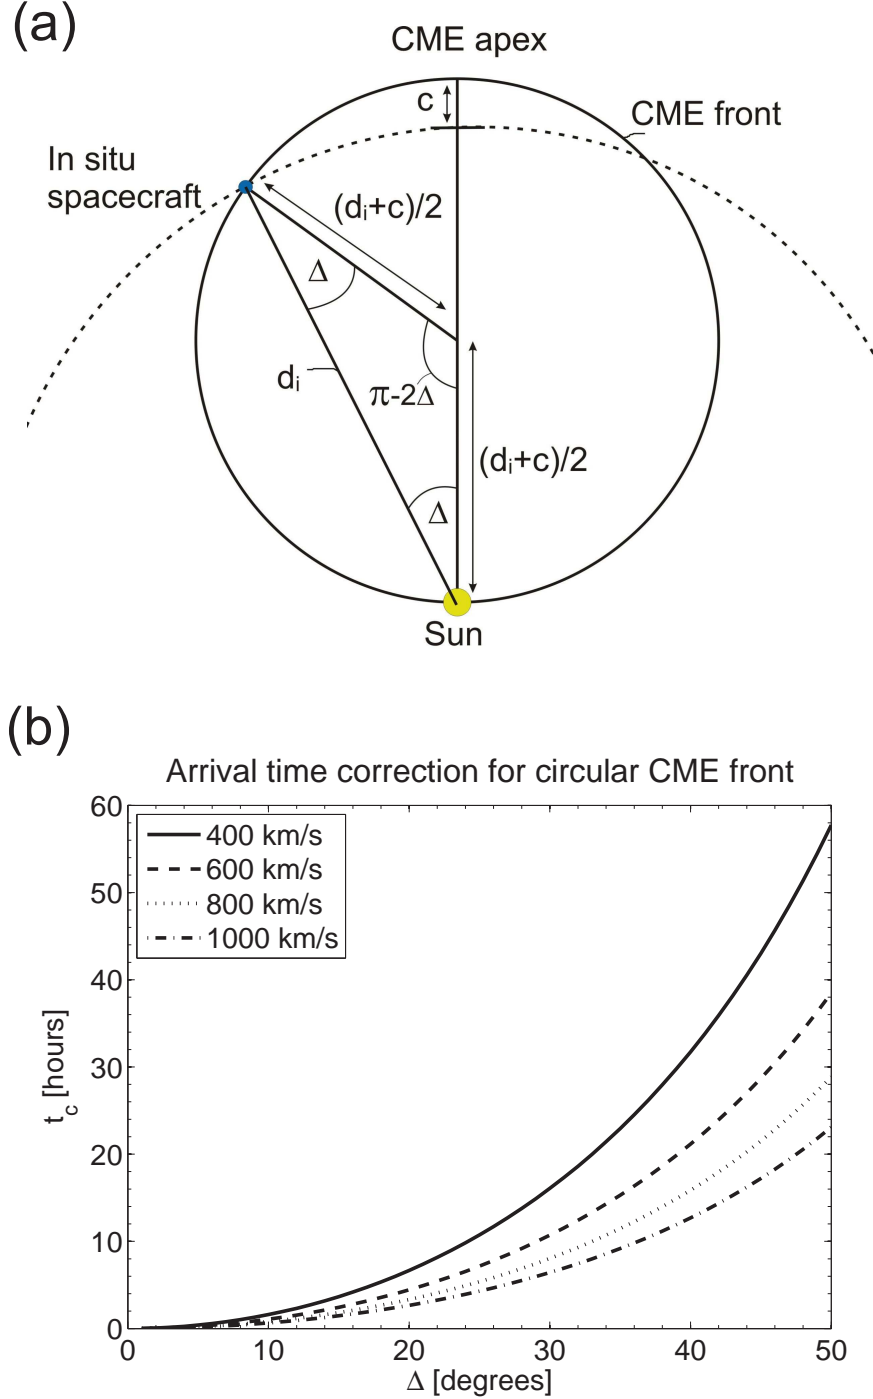 (a)
CME apex
c
CME front
In situ
spacecraft
(dᵢ+c)/2
Δ
dᵢ
π-2Δ
(dᵢ+c)/2
Δ
Sun
(b)
Arrival time correction for circular CME front
60
50
40
30
20
10
0
400 km/s
600 km/s
800 km/s
1000 km/s
t_c [hours]
0 10 20 30 40 50
Δ [degrees]